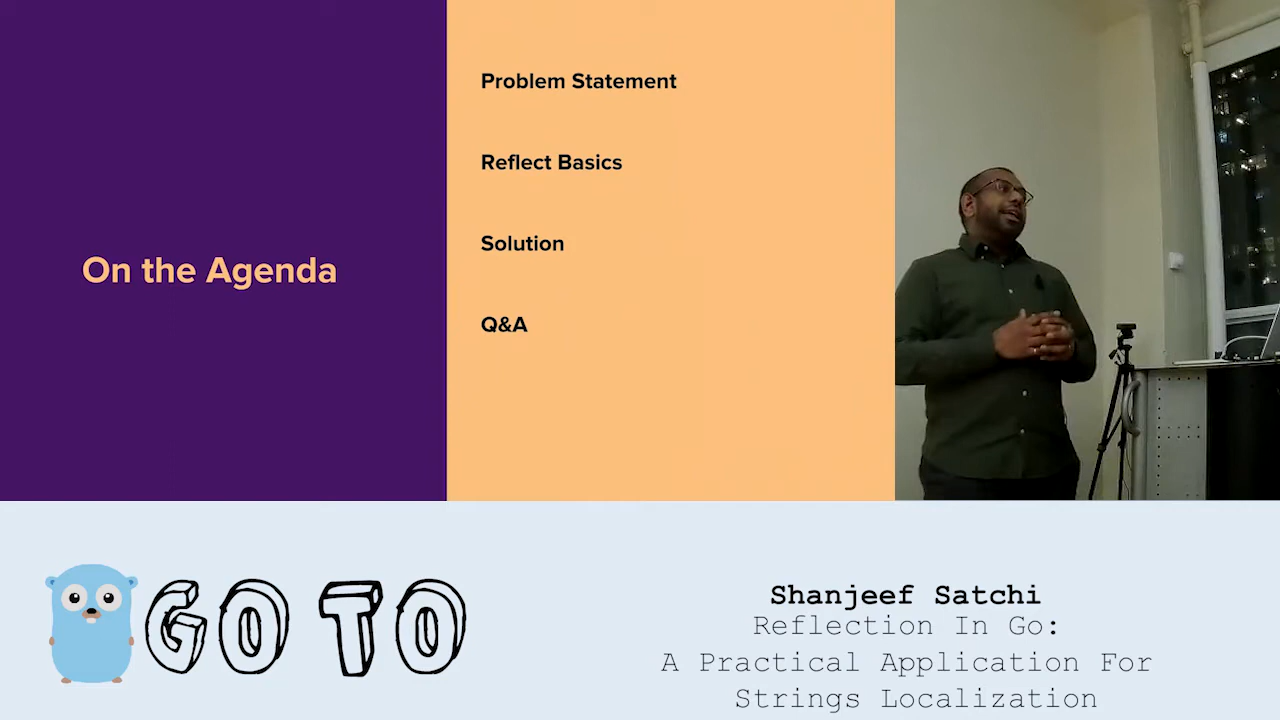 On the Agenda
Problem Statement
Reflect Basics
Solution
Q&A
GO TO
Shanjeef Satchi
Reflection In Go:
A Practical Application For
Strings Localization